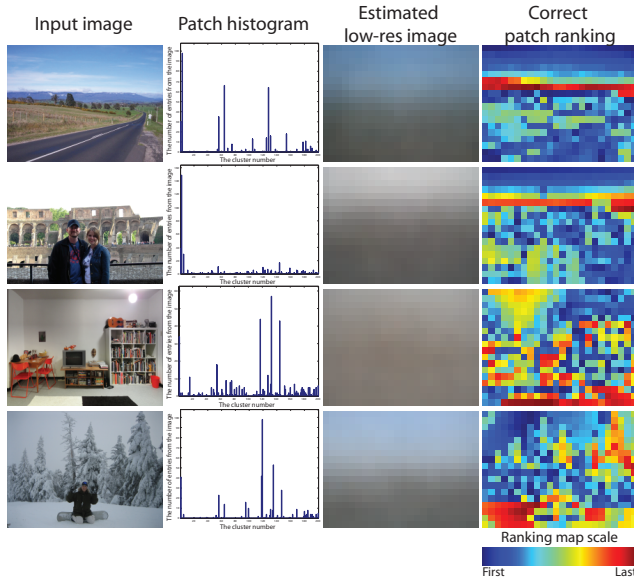 Input image
Patch histogram
Estimated
low-res image
Correct
patch ranking
The number of entries from the image
The cluster number
The number of entries from the image
The cluster number
The number of entries from the image
The cluster number
The number of entries from the image
The cluster number
Ranking map scale
First
Last